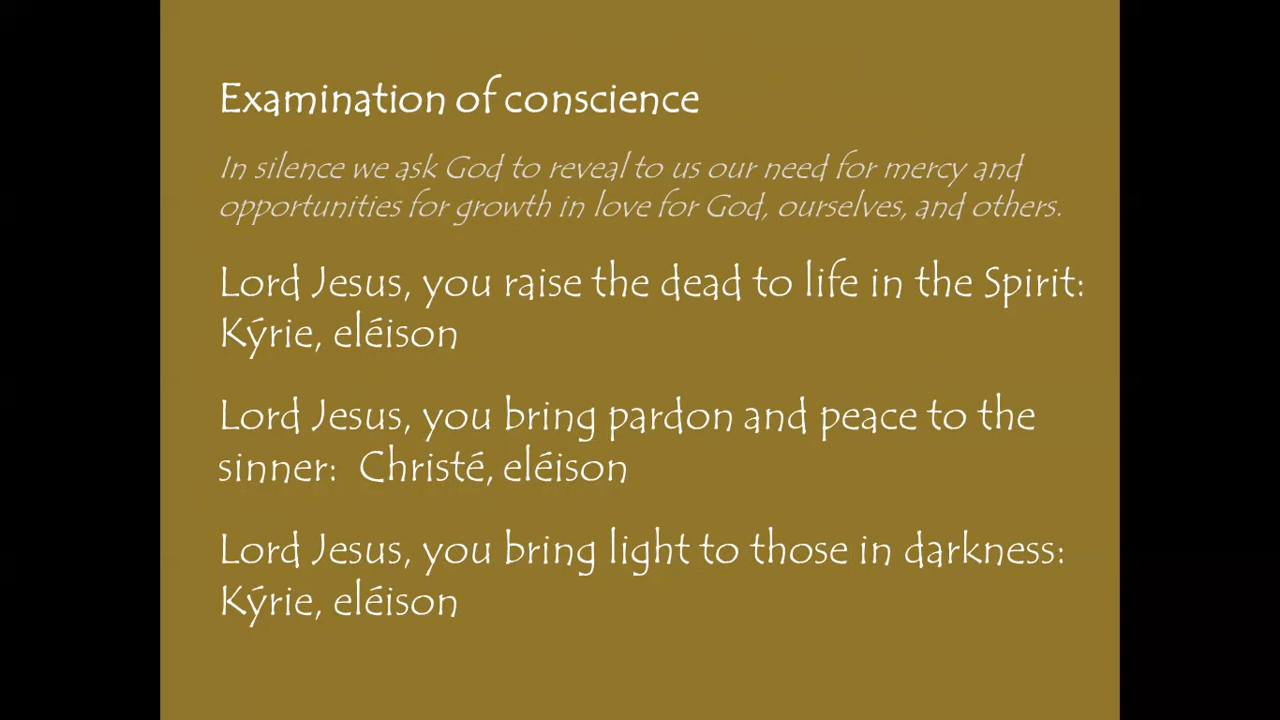 Examination of conscience
In silence we ask God to reveal to us our need for mercy and
opportunities for growth in love for God, ourselves, and others.
Lord Jesus, you raise the dead to life in the Spirit:
Kýrie, eléison
Lord Jesus, you bring pardon and peace to the
sinner:  Christé, eléison
Lord Jesus, you bring light to those in darkness:
Kýrie, eléison